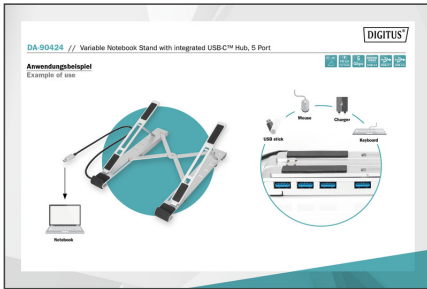 DIGITUS®
DA-90424 // Variable Notebook Stand with integrated USB-C™ Hub, 5 Port
Anwendungsbeispiel
Example of use
Mouse
Charger
USB stick
Keyboard
Notebook